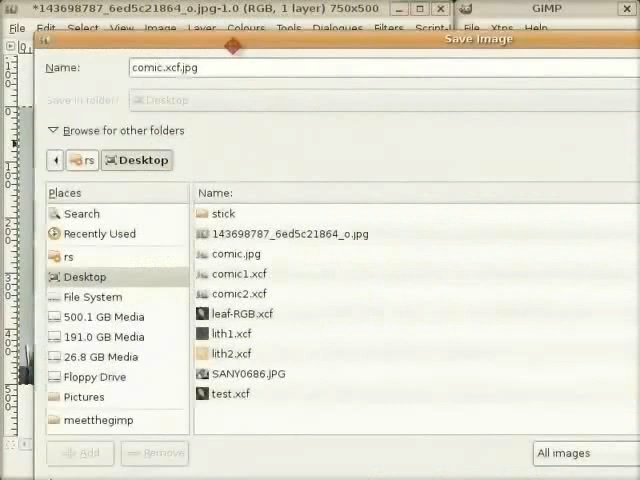 *143698787_6ed5c21864_o.jpg-1.0 (RGB, 1 layer) 750x500
GIMP
File Edit View Image Layer Colours Tools Dialogues Filters Script-
File Xtns Help
Save Image
Name: comic.xcf.jpg
Save in folder: Desktop
Browse for other folders
rs Desktop
Places
Name:
Search
stick
Recently Used
143698787_6ed5c21864_o.jpg
rs
comic.jpg
Desktop
comic1.xcf
File System
comic2.xcf
500.1 GB Media
leaf-RGB.xcf
191.0 GB Media
lith1.xcf
26.8 GB Media
lith2.xcf
Floppy Drive
SANY0686.JPG
Pictures
test.xcf
meetthegimp
Add Remove
All images